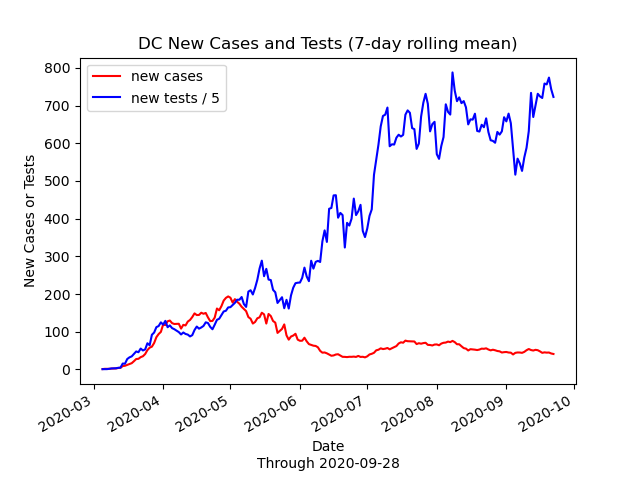 DC New Cases and Tests (7-day rolling mean)
new cases
new tests / 5
New Cases or Tests
800
700
600
500
400
300
200
100
0
2020-03
2020-04
2020-05
2020-06
2020-07
2020-08
2020-09
2020-10
Date
Through 2020-09-28